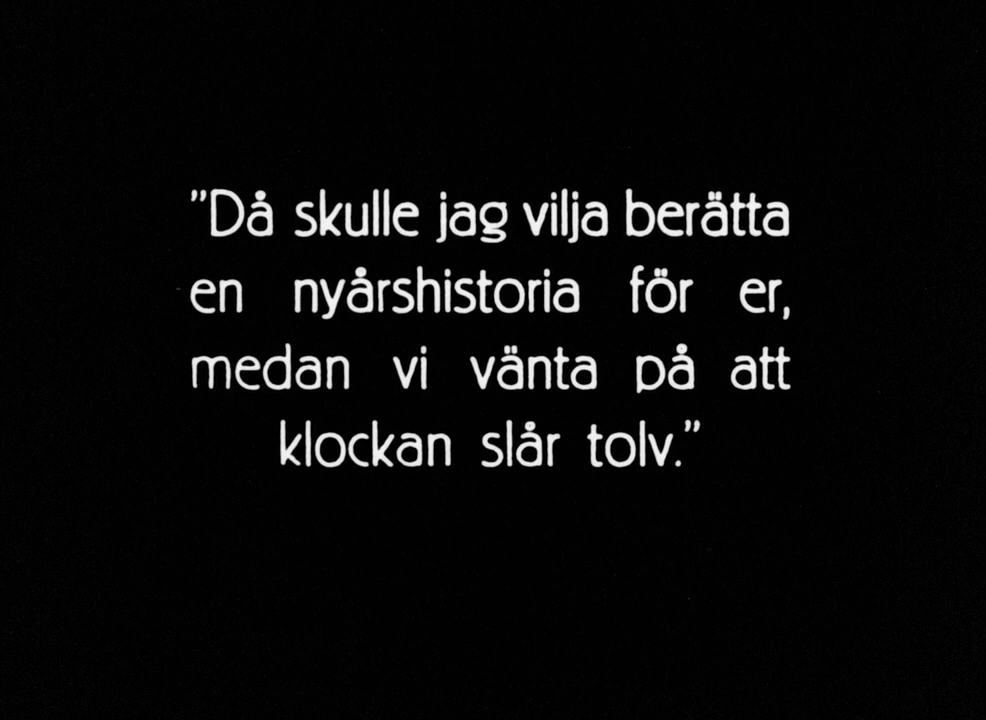 ”Då skulle jag vilja berätta
en nyårshistoria för er,
medan vi vänta på att
klockan slår tolv.”